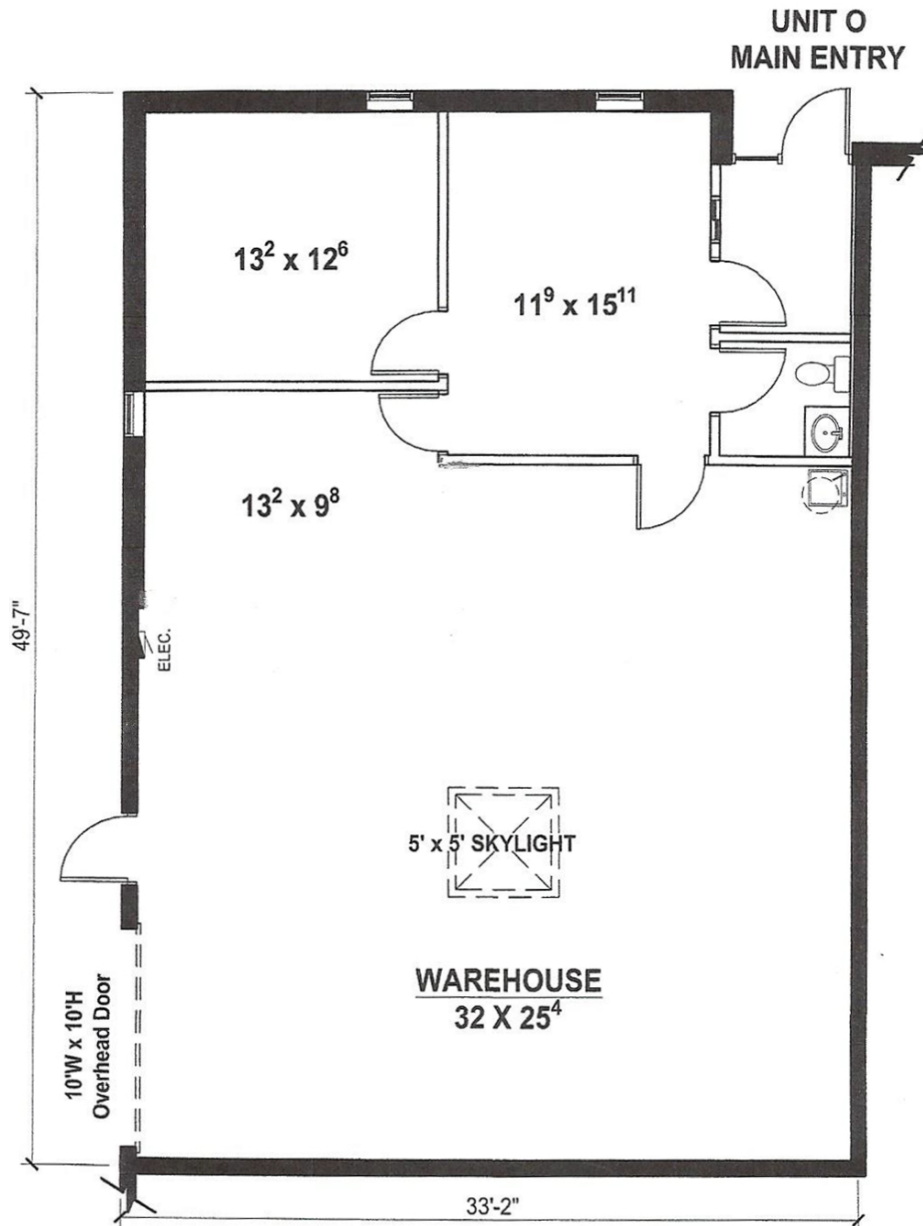 UNIT O
MAIN ENTRY
13² x 12⁶
11⁹ x 15¹¹
13² x 9⁸
49'-7"
ELEC.
5' x 5' SKYLIGHT
WAREHOUSE
32 X 25⁴
10'W x 10'H
Overhead Door
33'-2"